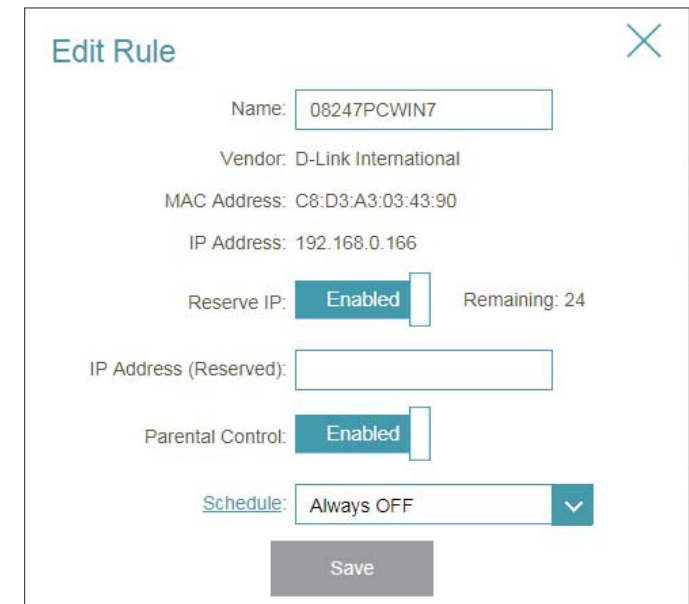 Edit Rule
Name: 08247PCWIN7
Vendor: D-Link International
MAC Address: C8:D3:A3:03:43:90
IP Address: 192.168.0.166
Reserve IP: Enabled Remaining: 24
IP Address (Reserved):
Parental Control: Enabled
Schedule: Always OFF
Save